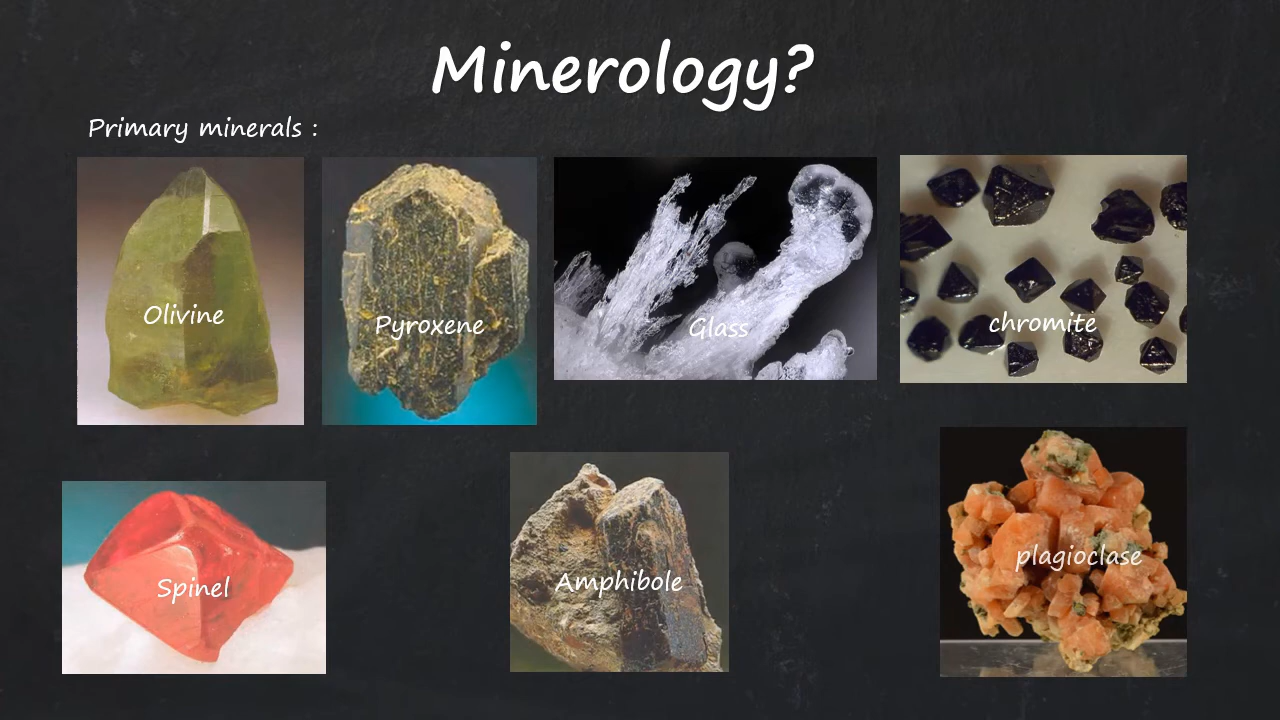 Minerology?
Primary minerals :
Olivine
Pyroxene
Glass
chromite
Spinel
Amphibole
plagioclase